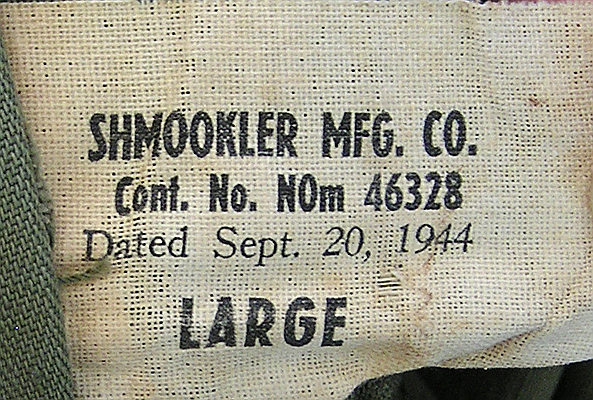 SHMOOKLER MFG. CO.
Cont. No. NOm 46328
Dated Sept. 20, 1944
LARGE